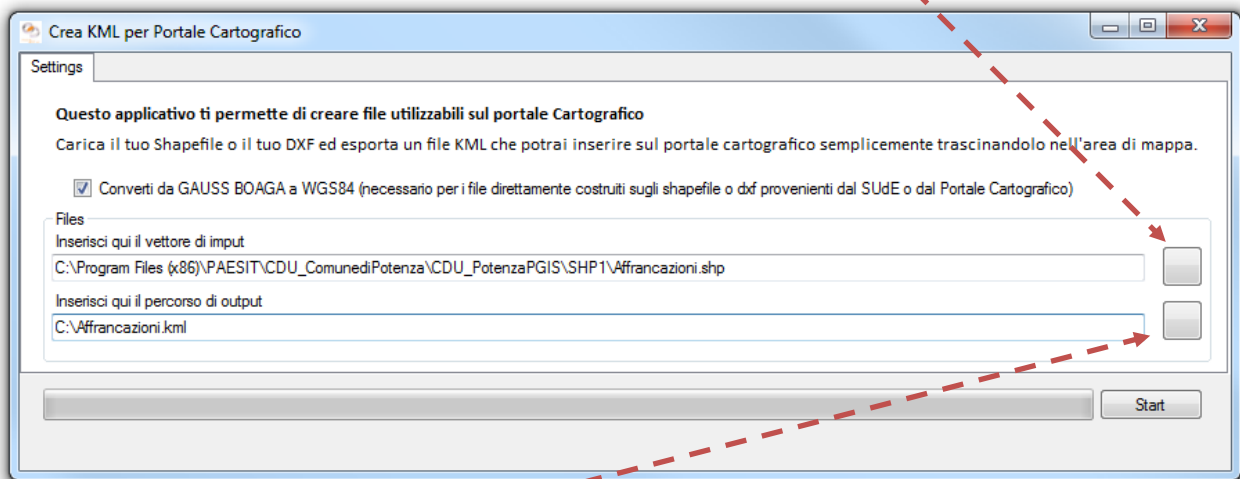 Crea KML per Portale Cartografico
Settings
Questo applicativo ti permette di creare file utilizzabili sul portale Cartografico
Carica il tuo Shapefile o il tuo DXF ed esporta un file KML che potrai inserire sul portale cartografico semplicemente trascinandolo nell'area di mappa.
Converti da GAUSS BOAGA a WGS84 (necessario per i file direttamente costruiti sugli shapefile o dxf provenienti dal SUdE o dal Portale Cartografico)
Files
Inserisci qui il vettore di imput
C:\Program Files (x86)\PAESIT\CDU_ComunediPotenza\CDU_PotenzaPGIS\SHP1\Affrancazioni.shp
Inserisci qui il percorso di output
C:\Affrancazioni.kml
Start